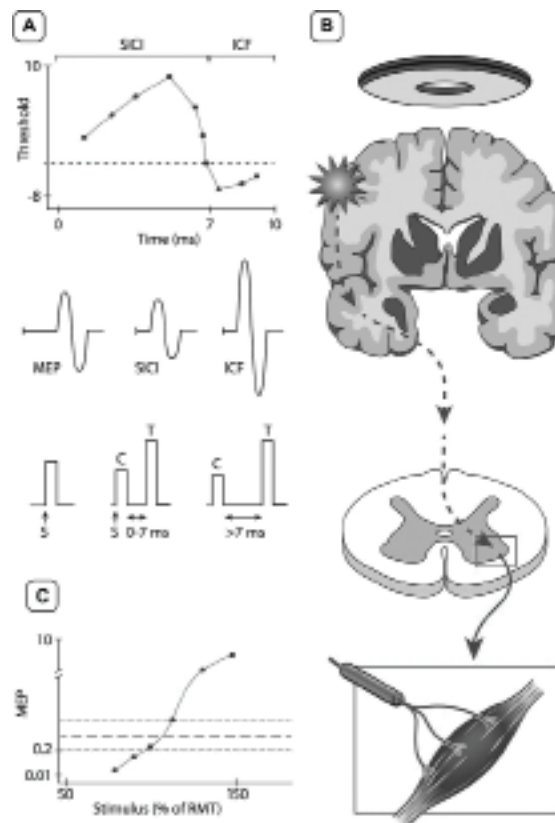 A
SICI ICF
10
Threshold
-8
0 7 10
Time (ms)
MEP SICI ICF
C T C T
S S 0-7 ms >7 ms
B
C
10
MEP
0.2
0.01
50 150
Stimulus (% of RMT)